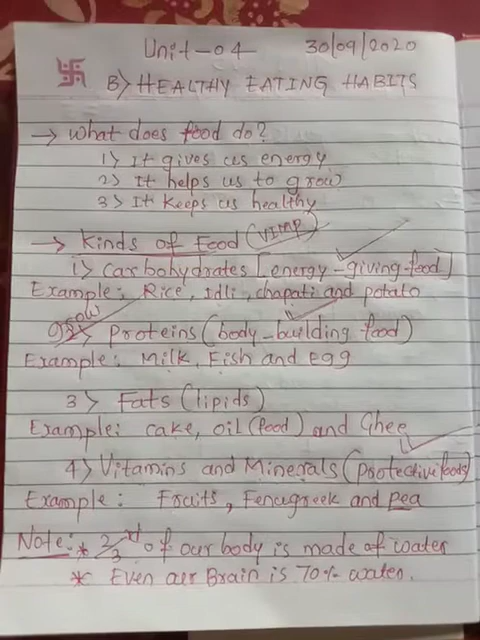 Unit-04 30/09/2020
B> HEALTHY EATING HABITS
→ what does food do?
1> It gives us energy
2> It helps us to grow
3> It keeps us healthy
→ Kinds of Food (VIMP)
1> carbohydrates [energy-giving-food]
Example: Rice, Idli, chapati and potato
grow
2> Proteins (body-building food)
Example: Milk, Fish and egg
3> Fats (lipids)
Example: cake, oil (food) and Ghee
4> Vitamins and Minerals (protective foods)
Example: Fruits, Fenugreek and pea
Note: * 2/3rd of our body is made of water
* Even our Brain is 70% water.